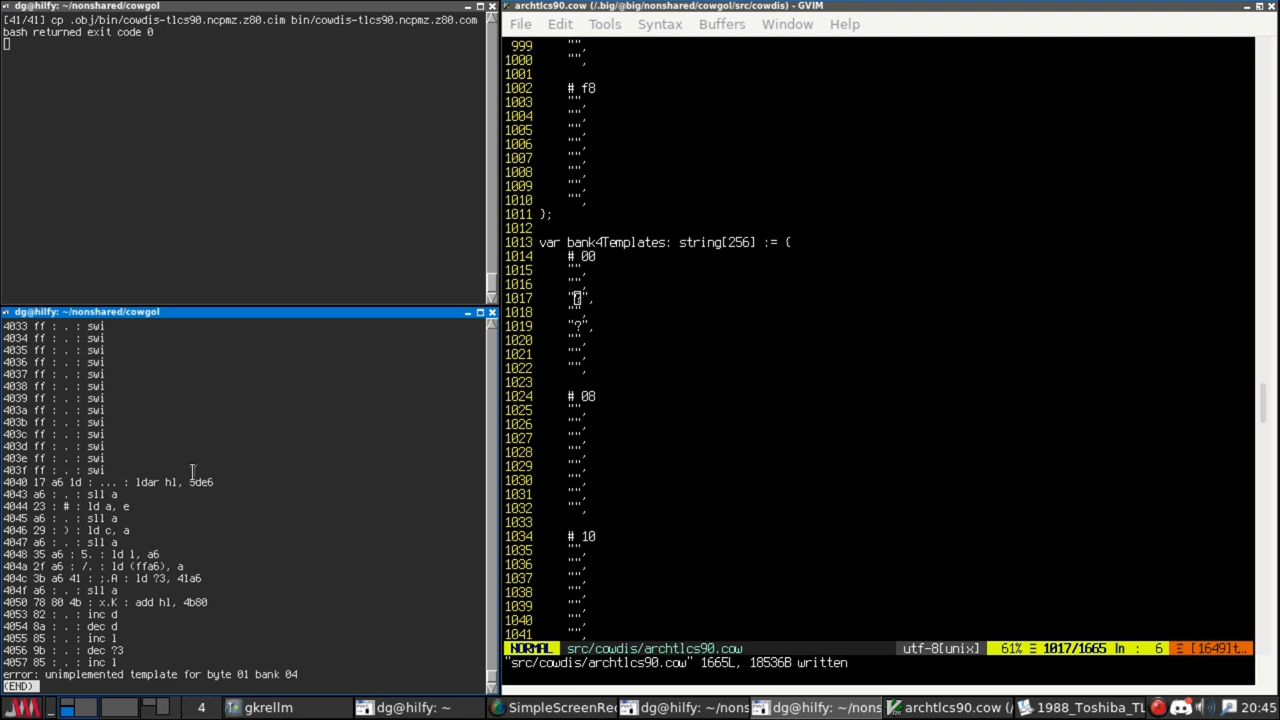 dg@hilfy: ~/nonshared/cowgol
[41/41] cp .obj/bin/cowdis-tlcs90.ncpmz.z80.cim bin/cowdis-tlcs90.ncpmz.z80.com
bash returned exit code 0
dg@hilfy: ~/nonshared/cowgol
4033 ff : . : swi
4034 ff : . : swi
4035 ff : . : swi
4036 ff : . : swi
4037 ff : . : swi
4038 ff : . : swi
4039 ff : . : swi
403a ff : . : swi
403b ff : . : swi
403c ff : . : swi
403d ff : . : swi
403e ff : . : swi
403f ff : . : swi
4040 17 a6 1d : ... : ldar hl, 5de6
4043 a6 : . : sll a
4044 23 : # : ld a, e
4045 a6 : . : sll a
4046 29 : ) : ld c, a
4047 a6 : . : sll a
4048 35 a6 : 5. : ld l, a6
404a 2f a6 : /. : ld (ffa6), a
404c 3b a6 41 : ;.A : ld ?3, 41a6
404f a6 : . : sll a
4050 78 80 4b : x.K : add hl, 4b80
4053 82 : . : inc d
4054 8a : . : dec d
4055 85 : . : inc l
4056 9b : . : dec ?3
4057 85 : . : inc l
error: unimplemented template for byte 01 bank 04
(END)
archtlcs90.cow (/.big/@big/nonshared/cowgol/src/cowdis) - GVIM
File Edit Tools Syntax Buffers Window Help
999 "",
1000 "",
1001
1002 # f8
1003 "",
1004 "",
1005 "",
1006 "",
1007 "",
1008 "",
1009 "",
1010 "",
1011 };
1012
1013 var bank4Templates: string[256] := {
1014 # 00
1015 "",
1016 "",
1017 "?",
1018 "",
1019 "?",
1020 "",
1021 "",
1022 "",
1023
1024 # 08
1025 "",
1026 "",
1027 "",
1028 "",
1029 "",
1030 "",
1031 "",
1032 "",
1033
1034 # 10
1035 "",
1036 "",
1037 "",
1038 "",
1039 "",
1040 "",
1041 "",
NORMAL src/cowdis/archtlcs90.cow utf-8[unix] 61% Ξ 1017/1665 ln : 6 Ξ [1649]t…
"src/cowdis/archtlcs90.cow" 1665L, 18536B written
4 gkrellm dg@hilfy: ~ SimpleScreenRec dg@hilfy: ~/nons dg@hilfy: ~/nons archtlcs90.cow (/ 1988_Toshiba_TL 20:45